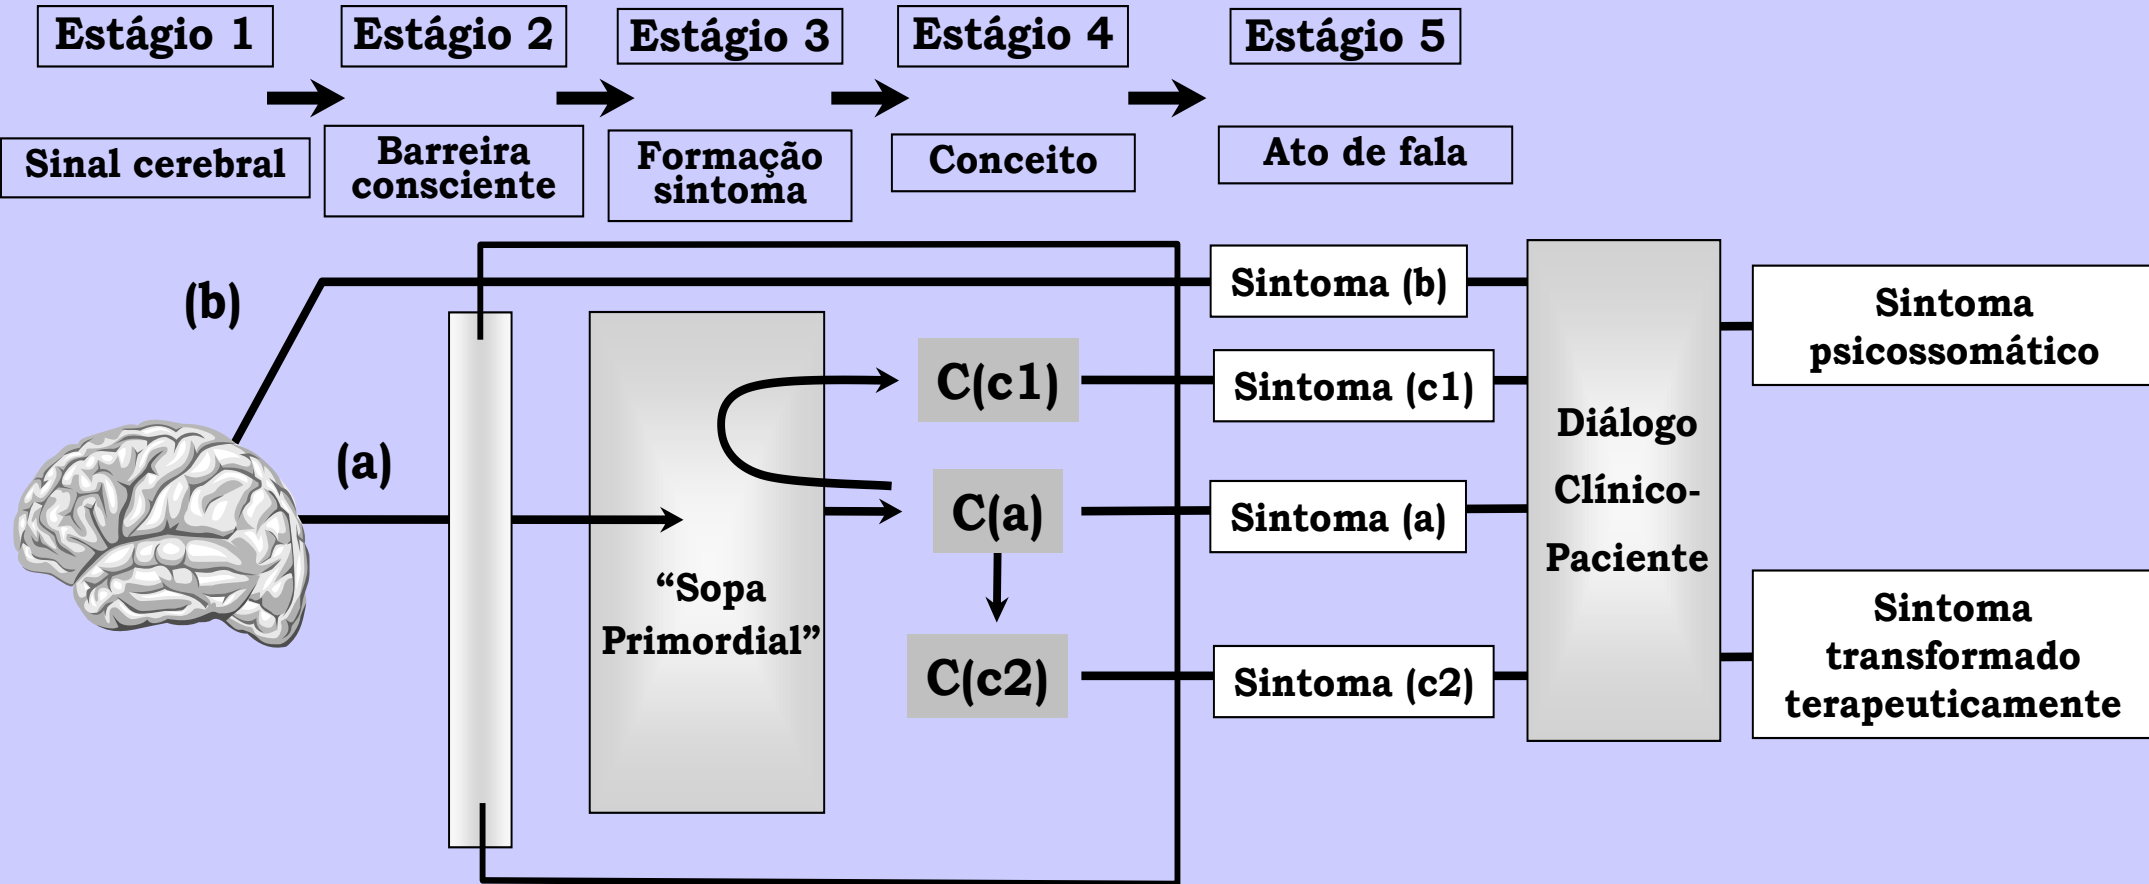 Estágio 1
Estágio 2
Estágio 3
Estágio 4
Estágio 5
Sinal cerebral
Barreira
consciente
Formação
sintoma
Conceito
Ato de fala
(b)
(a)
“Sopa
Primordial”
C(c1)
C(a)
C(c2)
Sintoma (b)
Sintoma (c1)
Sintoma (a)
Sintoma (c2)
Diálogo
Clínico-
Paciente
Sintoma
psicossomático
Sintoma
transformado
terapeuticamente